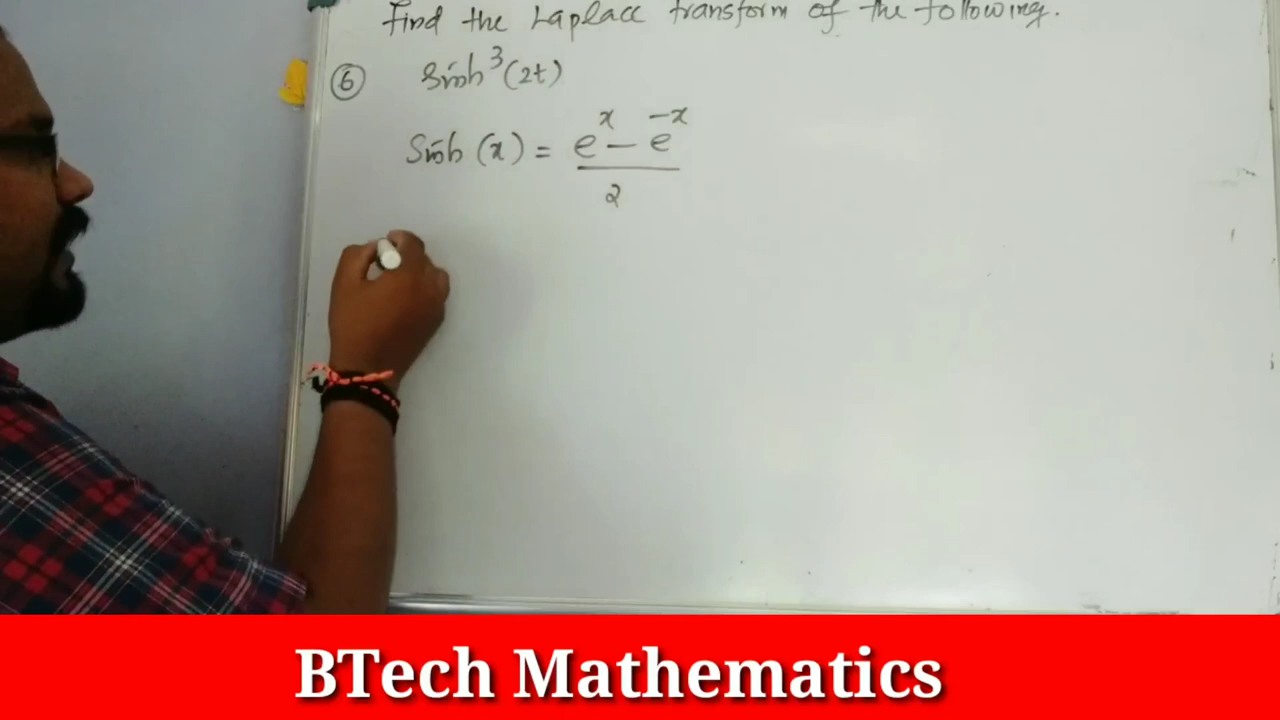 Find the Laplace transform of the following.
6 Sinh³(2t)
Sinh (x) = e^x - e^-x
2
BTech Mathematics